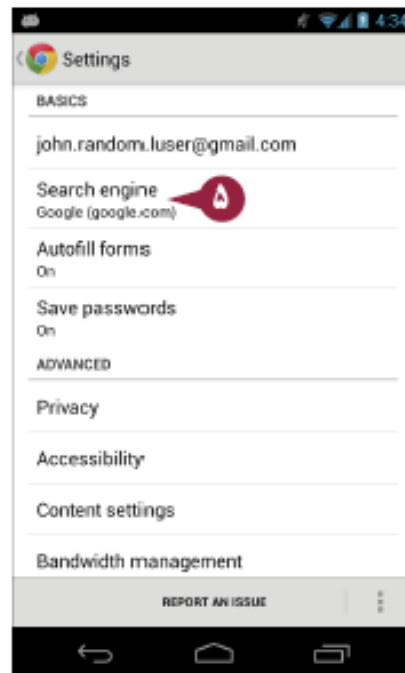 4:34
Settings
BASICS
john.random.luser@gmail.com
Search engine
Google (google.com)
۵
Autofill forms
On
Save passwords
On
ADVANCED
Privacy
Accessibility
Content settings
Bandwidth management
REPORT AN ISSUE